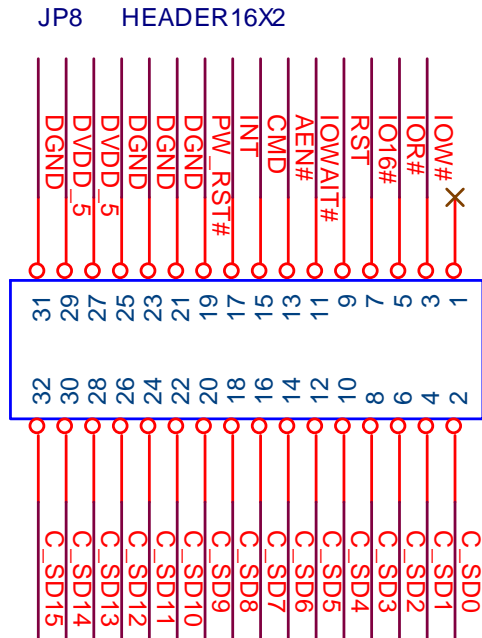 JP8 HEADER16X2
DGND
DVDD_5
DVDD_5
DGND
DGND
DGND
PW_RST#
INT
CMD
AEN#
IOWAIT#
RST
IO16#
IOR#
IOW#
31 29 27 25 23 21 19 17 15 13 11 9 7 5 3 1
32 30 28 26 24 22 20 18 16 14 12 10 8 6 4 2
C_SD15
C_SD14
C_SD13
C_SD12
C_SD11
C_SD10
C_SD9
C_SD8
C_SD7
C_SD6
C_SD5
C_SD4
C_SD3
C_SD2
C_SD1
C_SD0